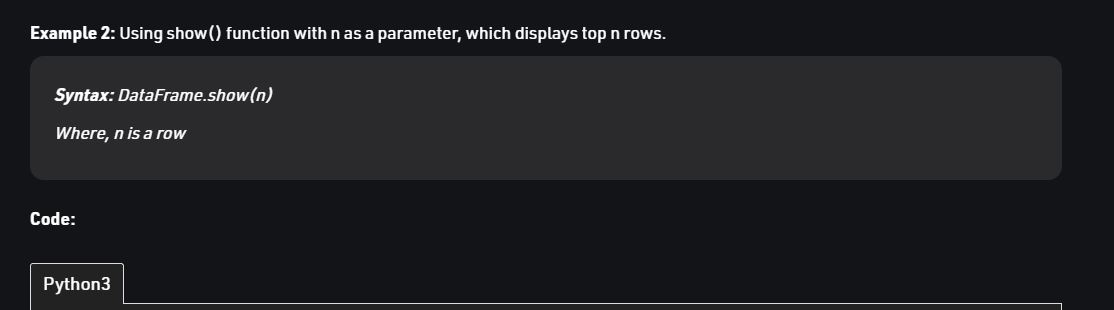 Example 2: Using show() function with n as a parameter, which displays top n rows.
Syntax: DataFrame.show(n)
Where, n is a row
Code:
Python3